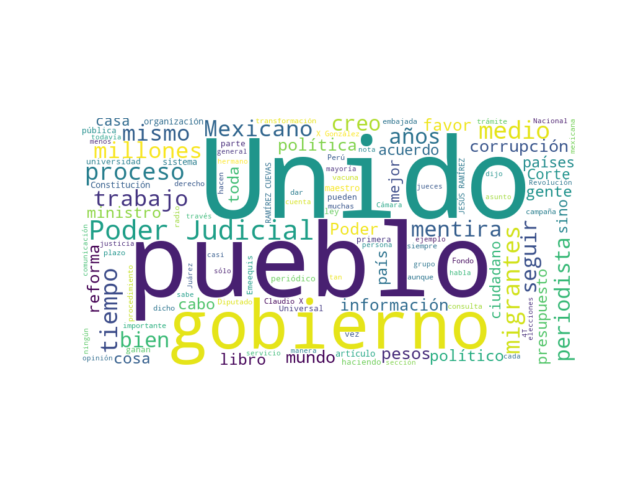 casa organización transformación creo favor embajada trámite Nacional
pública mismo Mexicano X González años medio mexicana
todavía
menos millones parte política nota acuerdo corrupción
general
universidad sistema hermano toda Perú mayoría mejor jueces dijo países Corte
proceso Unido
Constitución derecho hacen RAMÍREZ CUEVAS vacuna maestro pueden JESÚS RAMÍREZ asunto Revolución gente
trabajo dar cuenta muchas Cámara campaña sino
ministro radio través ley
Poder Judicial Poder mentira
pueblo
comunicación justicia casi primera persona ejemplo siempre
reforma plazo Juárez sólo Emeequis periódico tan país grupo Fondo ciudadano migrantes seguir presupuesto periodista
tiempo procedimiento sabe aunque habla
dicho cabo Diputado Claudio X información consulta
importante Universal
gobierno
ningún bien vez 4T elecciones
ganan servicio manera artículo
opinión cosa libro mundo haciendo pesos sección político cada